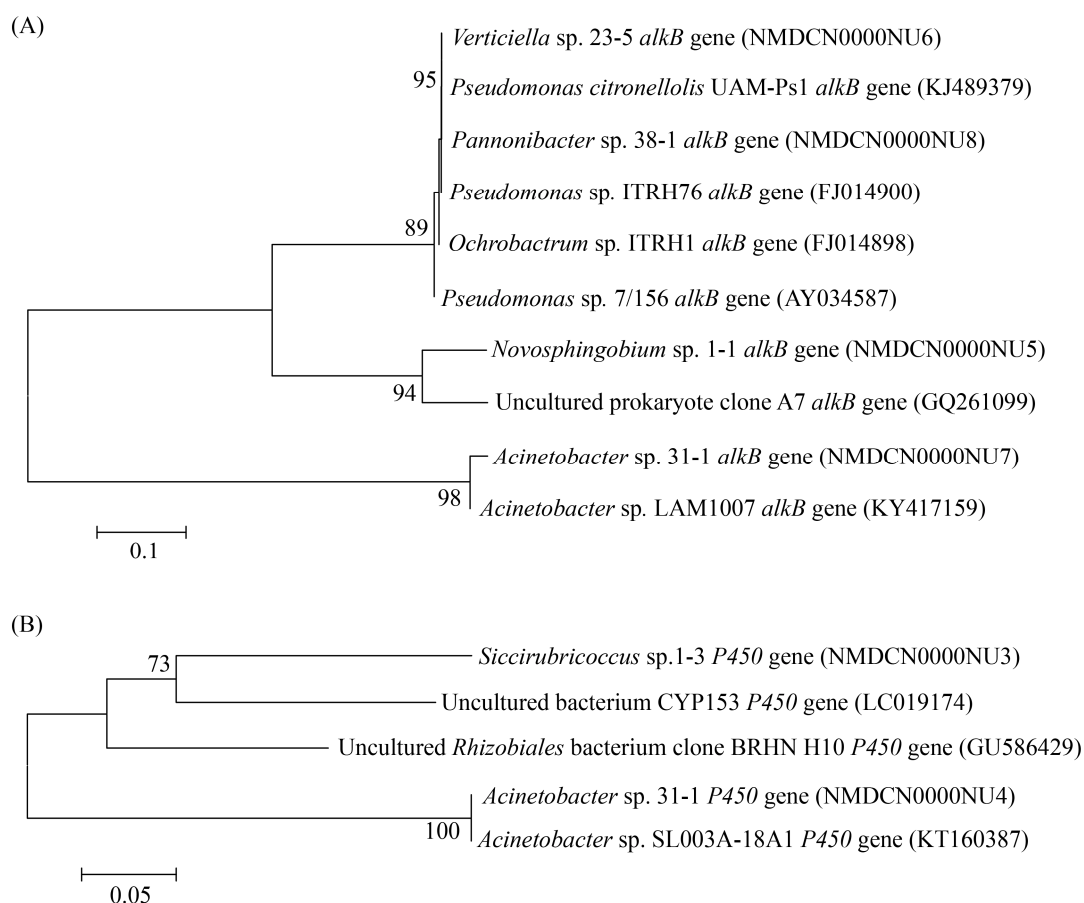 (A)
Verticiella sp. 23-5 alkB gene (NMDCN0000NU6)
95
Pseudomonas citronellolis UAM-Ps1 alkB gene (KJ489379)
Pannonibacter sp. 38-1 alkB gene (NMDCN0000NU8)
Pseudomonas sp. ITRH76 alkB gene (FJ014900)
89
Ochrobactrum sp. ITRH1 alkB gene (FJ014898)
Pseudomonas sp. 7/156 alkB gene (AY034587)
Novosphingobium sp. 1-1 alkB gene (NMDCN0000NU5)
94
Uncultured prokaryote clone A7 alkB gene (GQ261099)
Acinetobacter sp. 31-1 alkB gene (NMDCN0000NU7)
98
Acinetobacter sp. LAM1007 alkB gene (KY417159)
0.1
(B)
73
Siccirubricoccus sp.1-3 P450 gene (NMDCN0000NU3)
Uncultured bacterium CYP153 P450 gene (LC019174)
Uncultured Rhizobiales bacterium clone BRHN H10 P450 gene (GU586429)
Acinetobacter sp. 31-1 P450 gene (NMDCN0000NU4)
100
Acinetobacter sp. SL003A-18A1 P450 gene (KT160387)
0.05